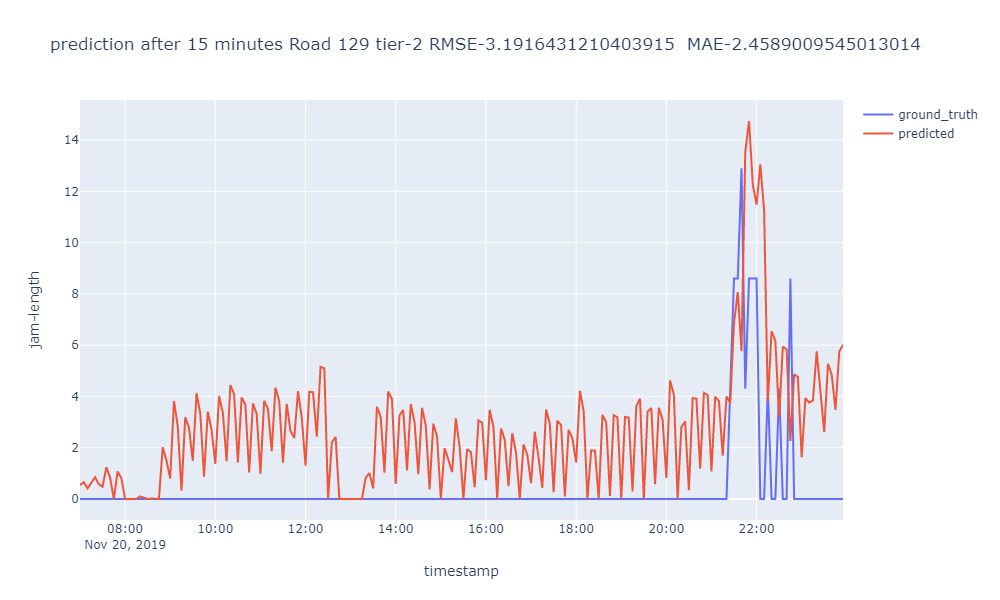 prediction after 15 minutes Road 129 tier-2 RMSE-3.1916431210403915  MAE-2.4589009545013014
ground_truth
predicted
14
12
10
8
6
4
2
0
jam-length
08:00 10:00 12:00 14:00 16:00 18:00 20:00 22:00
Nov 20, 2019
timestamp